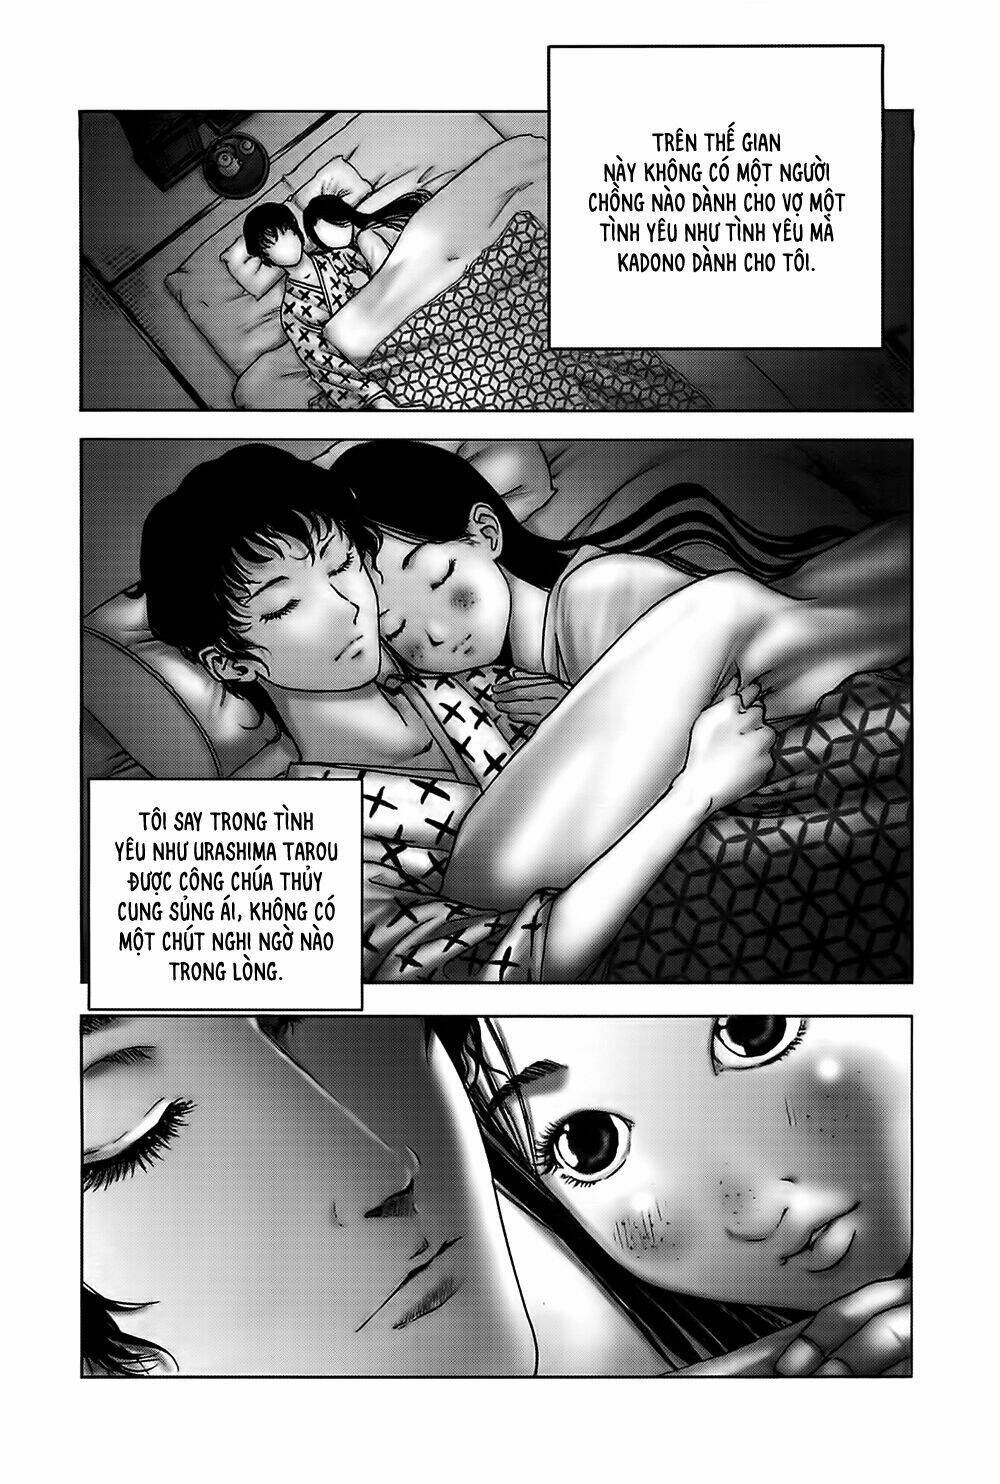 TRÊN THẾ GIAN
NÀY KHÔNG CÓ MỘT NGƯỜI
CHỒNG NÀO DÀNH CHO VỢ MỘT
TÌNH YÊU NHƯ TÌNH YÊU MÀ
KADONO DÀNH CHO TÔI.
TÔI SAY TRONG TÌNH
YÊU NHƯ URASHIMA TAROU
ĐƯỢC CÔNG CHÚA THỦY
CUNG SỦNG ÁI, KHÔNG CÓ
MỘT CHÚT NGHI NGỜ NÀO
TRONG LÒNG.